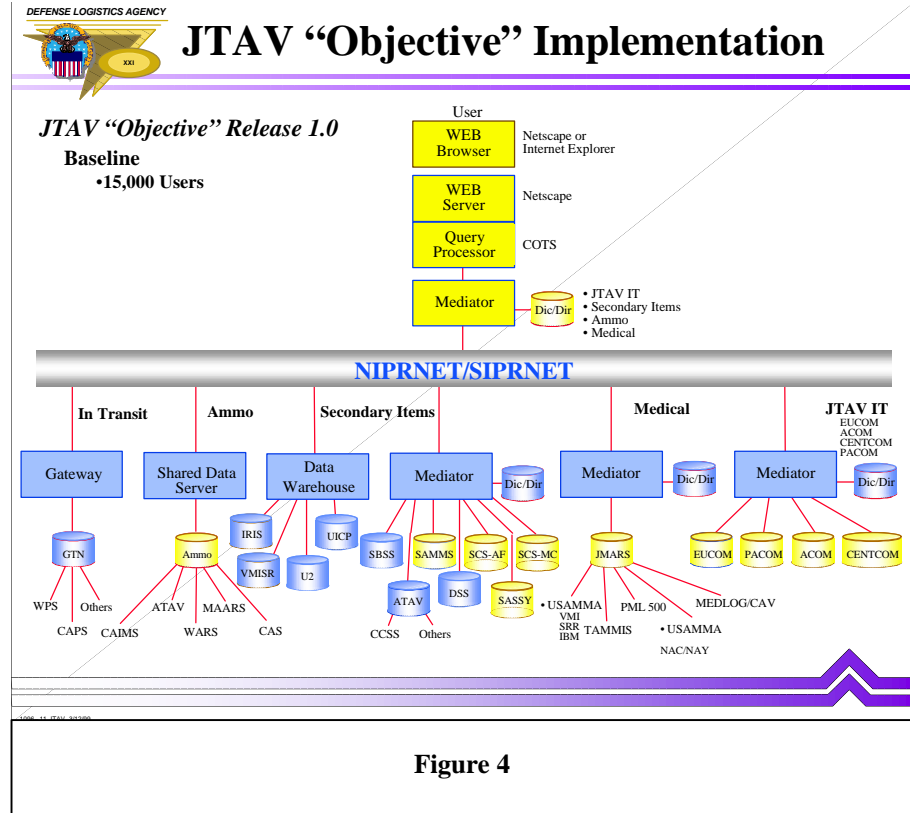 DEFENSE LOGISTICS AGENCY
XXI
JTAV “Objective” Implementation
JTAV “Objective” Release 1.0
Baseline
•15,000 Users
User
WEB
Browser
Netscape or
Internet Explorer
WEB
Server
Netscape
Query
Processor
COTS
Mediator
Dic/Dir
• JTAV IT
• Secondary Items
• Ammo
• Medical
NIPRNET/SIPRNET
In Transit
Ammo
Secondary Items
Medical
JTAV IT
EUCOM
ACOM
CENTCOM
PACOM
Gateway
Shared Data
Server
Data
Warehouse
Mediator
Dic/Dir
Mediator
Dic/Dir
Mediator
Dic/Dir
GTN
Ammo
IRIS
VMISR
U2
UICP
SBSS
SAMMS
SCS-AF
SCS-MC
ATAV
DSS
SASSY
JMARS
EUCOM
PACOM
ACOM
CENTCOM
WPS
CAPS
Others
CAIMS
ATAV
WARS
MAARS
CAS
CCSS
Others
• USAMMA
VMI
SRR
IBM
TAMMIS
PML 500
• USAMMA
NAC/NAY
MEDLOG/CAV
Figure 4